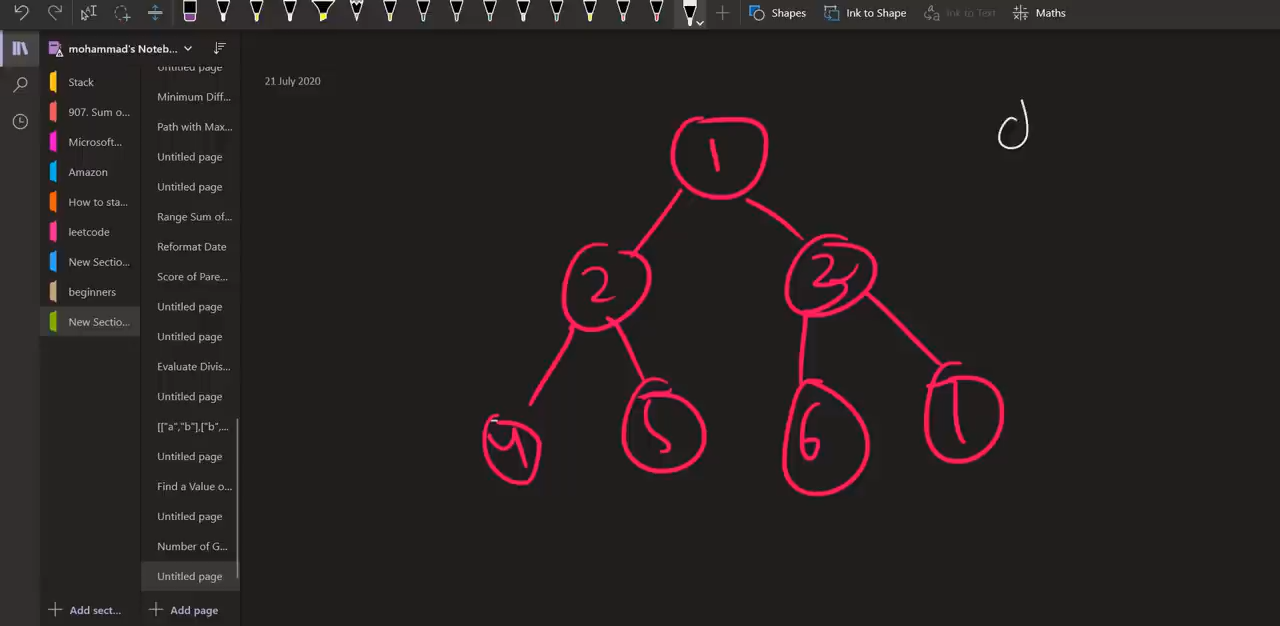 Shapes Ink to Shape Ink to Text Maths
mohammad's Noteb...
Untitled page
21 July 2020
Stack
Minimum Diff...
907. Sum o...
Path with Max...
Microsoft...
Untitled page
Amazon
Untitled page
How to sta...
Range Sum of...
leetcode
Reformat Date
New Sectio...
Score of Pare...
beginners
Untitled page
New Sectio...
Untitled page
Evaluate Divis...
Untitled page
[["a","b"],["b",...
Untitled page
Find a Value o...
Untitled page
Number of G...
Untitled page
Add sect...
Add page
d
1
2
4 5 6 1